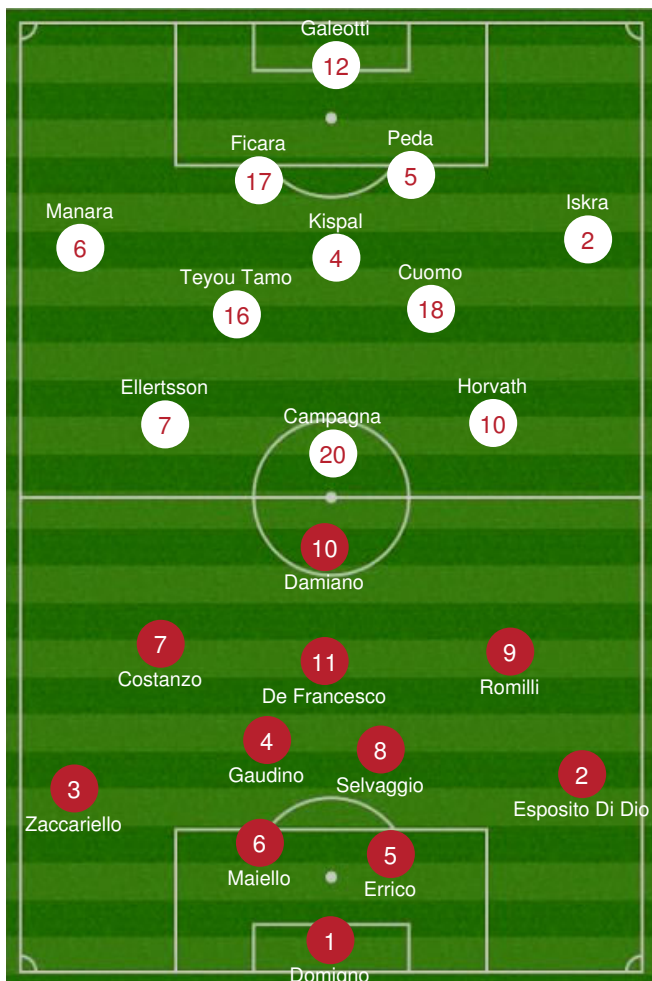 Galeotti
12
Ficara
17
Peda
5
Manara
6
Kispal
4
Iskra
2
Teyou Tamo
16
Cuomo
18
Ellertsson
7
Campagna
20
Horvath
10
10
Damiano
7
Costanzo
11
De Francesco
9
Romilli
4
Gaudino
8
Selvaggio
3
Zaccariello
2
Esposito Di Dio
6
Maiello
5
Errico
1
Domigno